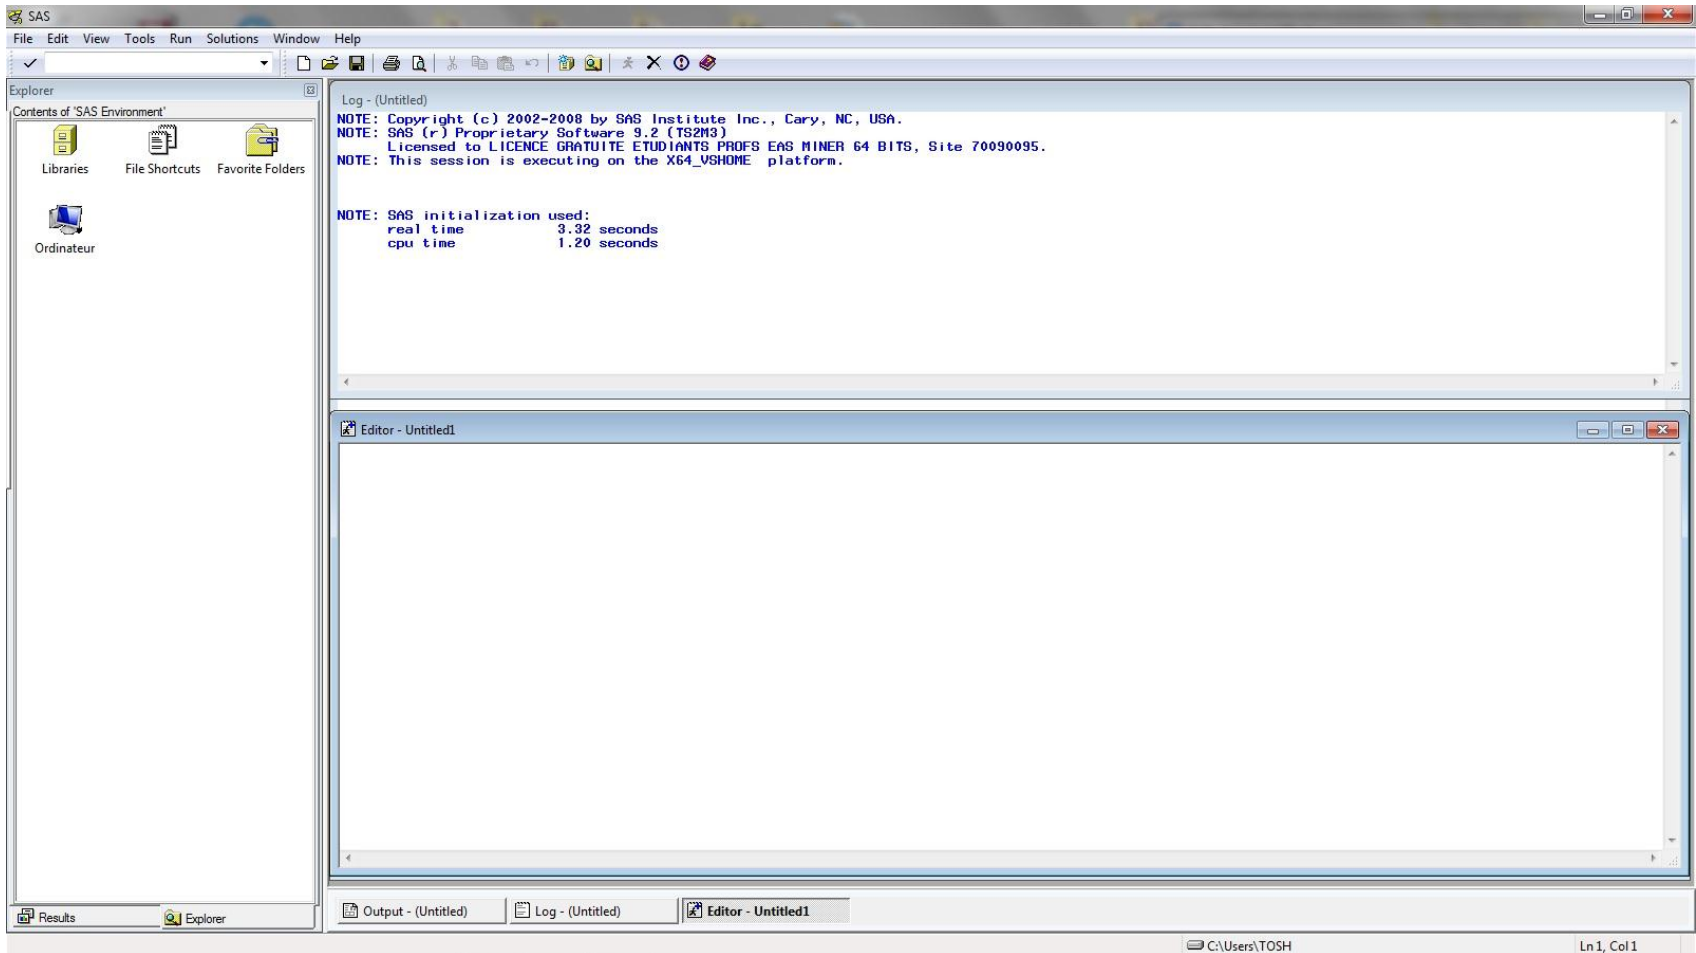 SAS
File Edit View Tools Run Solutions Window Help
Explorer
Contents of 'SAS Environment'
Libraries File Shortcuts Favorite Folders
Ordinateur
Log - (Untitled)
NOTE: Copyright (c) 2002-2008 by SAS Institute Inc., Cary, NC, USA.
NOTE: SAS (r) Proprietary Software 9.2 (TS2M3)
Licensed to LICENCE GRATUITE ETUDIANTS PROFS EAS MINER 64 BITS, Site 70090095.
NOTE: This session is executing on the X64_VSHOME platform.
NOTE: SAS initialization used:
real time 3.32 seconds
cpu time 1.20 seconds
Editor - Untitled1
Results Explorer
Output - (Untitled) Log - (Untitled) Editor - Untitled1
C:\Users\TOSH Ln 1, Col 1